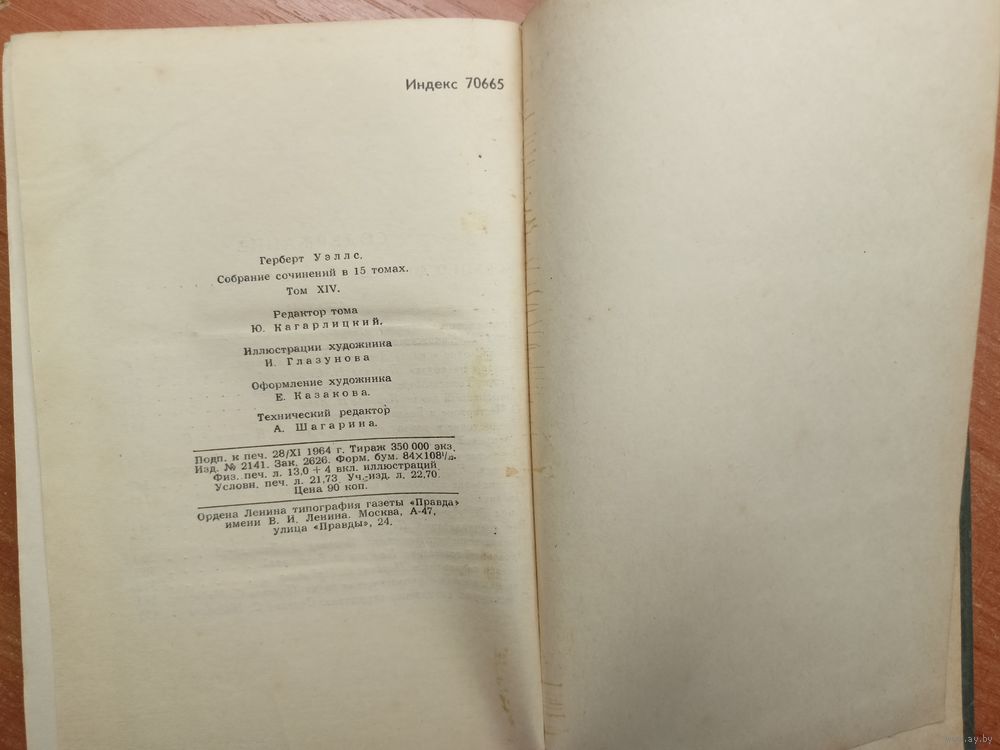 Индекс 70665
Герберт Уэллс.
Собрание сочинений в 15 томах.
Том XIV.
Редактор тома
Ю. Кагарлицкий.
Иллюстрации художника
И. Глазунова
Оформление художника
Е. Казакова.
Технический редактор
А. Шагарина.
Подп. к печ. 28/XI 1964 г. Тираж 350 000 экз.
Изд. № 2141. Зак. 2626. Форм. бум. 84×108¹/₃₂.
Физ. печ. л. 13,0 + 4 вкл. иллюстраций
Условн. печ. л. 21,73 Уч.-изд. л. 22,70.
Цена 90 коп.
Ордена Ленина типография газеты «Правда»
имени В. И. Ленина. Москва, А-47,
улица «Правды», 24.
www.ay.by